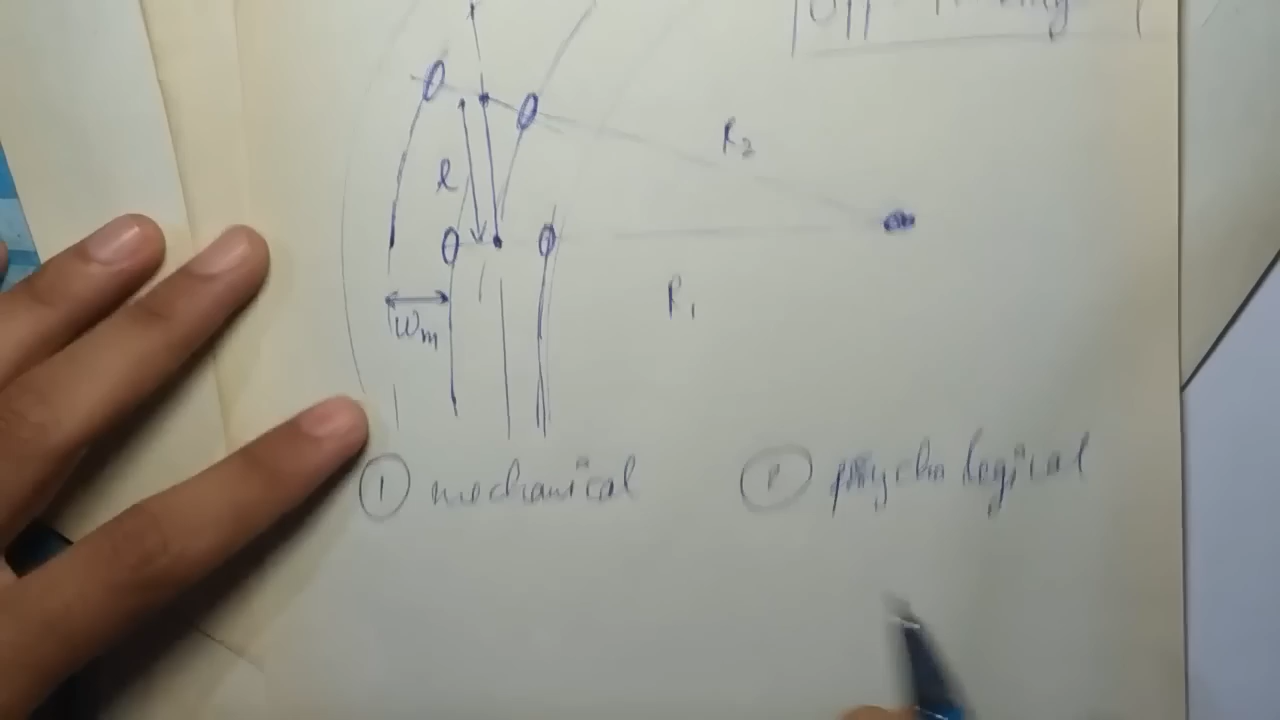 R2
l
R1
Wm
① mechanical
② psychological